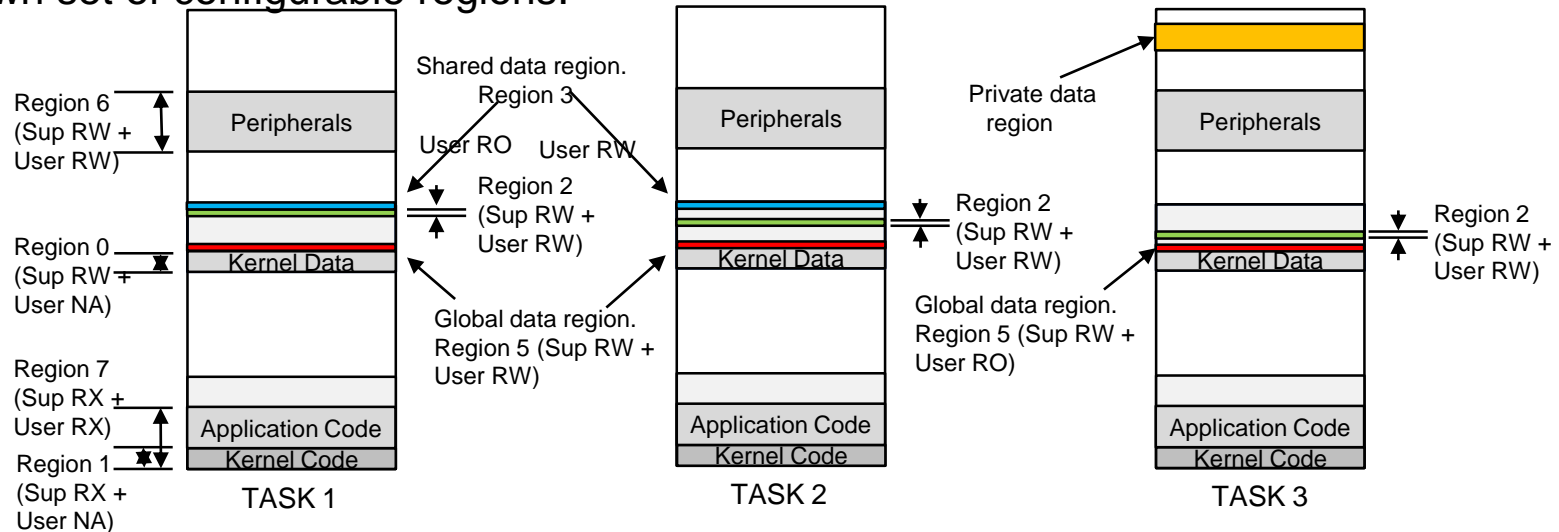 wn set of configurable regions.
Region 6
(Sup RW +
User RW)
Region 0
(Sup RW +
User NA)
Region 7
(Sup RX +
User RX)
Region 1
(Sup RX +
User NA)
Peripherals
Kernel Data
Application Code
Kernel Code
TASK 1
Shared data region.
Region 3
User RO
User RW
Region 2
(Sup RW +
User RW)
Global data region.
Region 5 (Sup RW +
User RW)
Peripherals
Kernel Data
Application Code
Kernel Code
TASK 2
Region 2
(Sup RW +
User RW)
Private data
region
Global data region.
Region 5 (Sup RW +
User RO)
Peripherals
Kernel Data
Application Code
Kernel Code
TASK 3
Region 2
(Sup RW +
User RW)